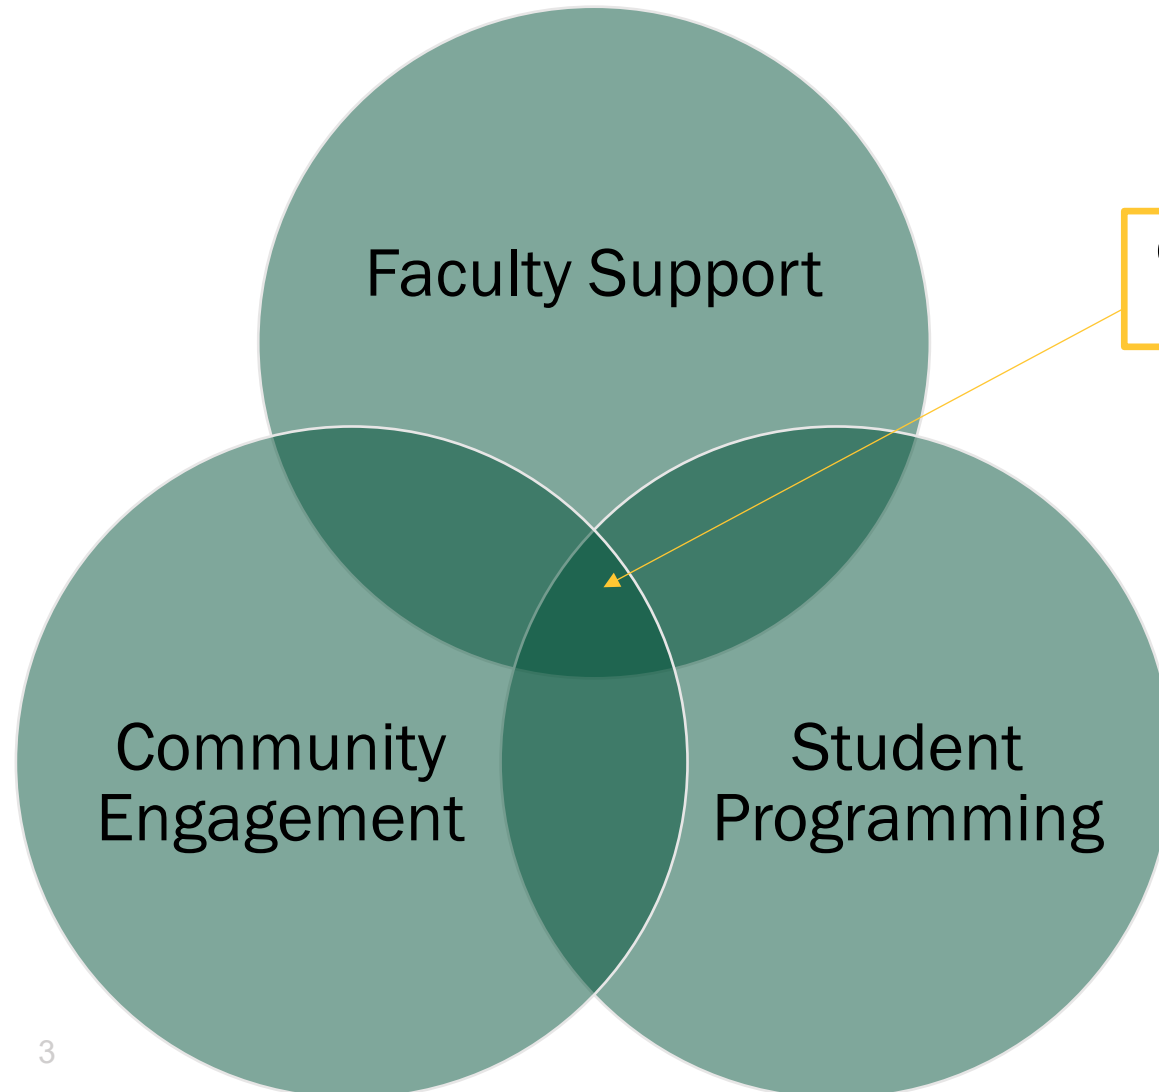 Faculty Support
Community
Engagement
Student
Programming
3